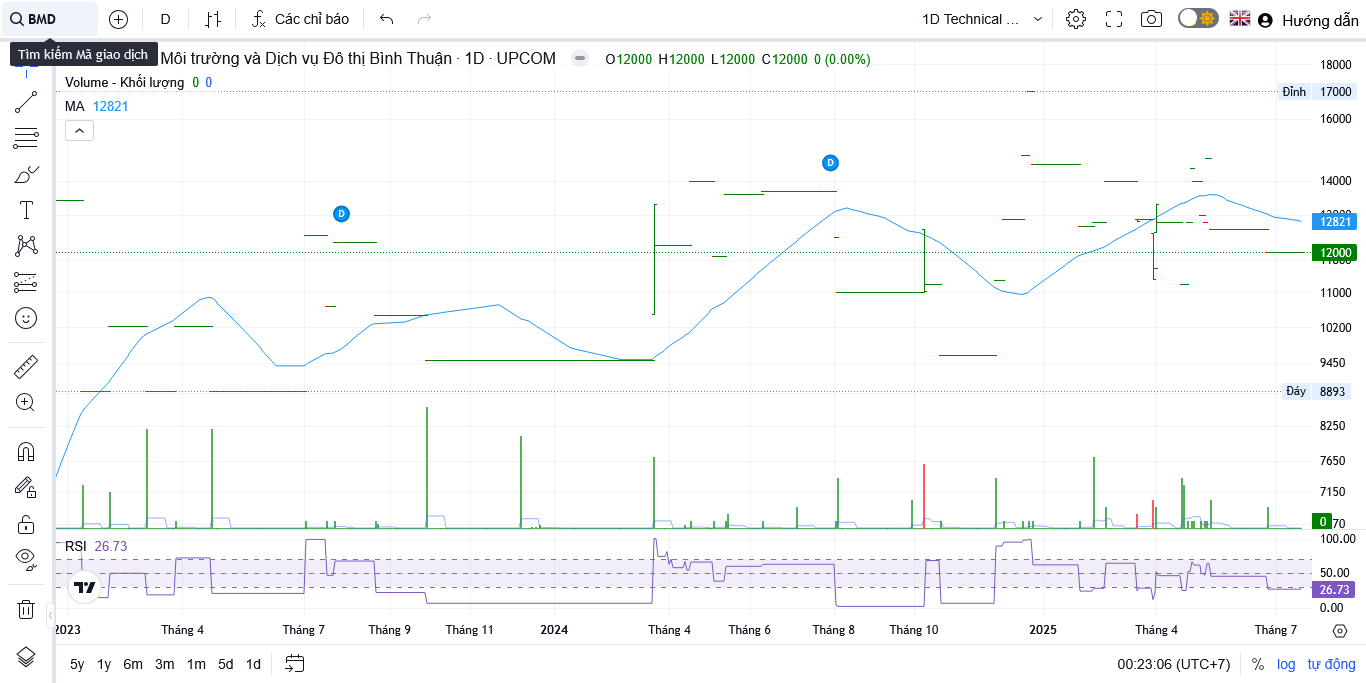 BMD
D
Các chỉ báo
1D Technical ...
Hướng dẫn
Tìm kiếm Mã giao dịch
Môi trường và Dịch vụ Đô thị Bình Thuận · 1D · UPCOM
O12000 H12000 L12000 C12000 0 (0.00%)
Volume - Khối lượng 0 0
MA 12821
18000
Đỉnh 17000
16000
14000
D
D
12821
12000
11000
10200
9450
Đáy 8893
8250
7650
7150
0
70
RSI 26.73
100.00
50.00
26.73
0.00
2023 Tháng 4 Tháng 7 Tháng 9 Tháng 11 2024 Tháng 4 Tháng 6 Tháng 8 Tháng 10 2025 Tháng 4 Tháng 7
5y 1y 6m 3m 1m 5d 1d
00:23:06 (UTC+7) % log tự động